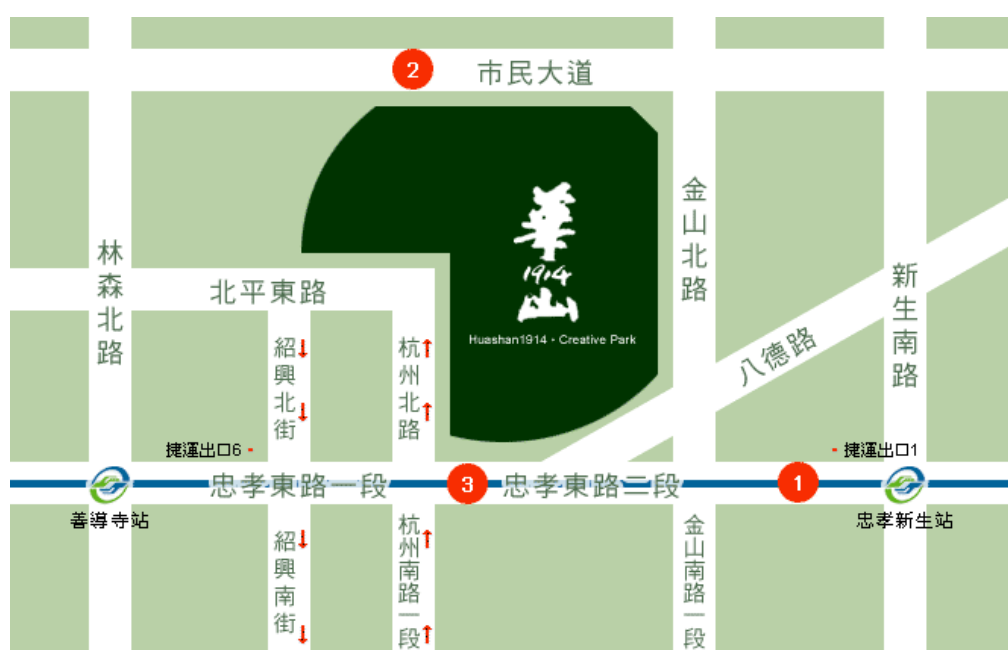 2
市民大道
華
1914
山
Huashan1914・Creative Park
金山北路
林森北路
北平東路
新生南路
八德路
紹興北街
杭州北路
捷運出口6
捷運出口1
忠孝東路一段
3
忠孝東路二段
1
善導寺站
忠孝新生站
紹興南街
杭州南路一段
金山南路一段